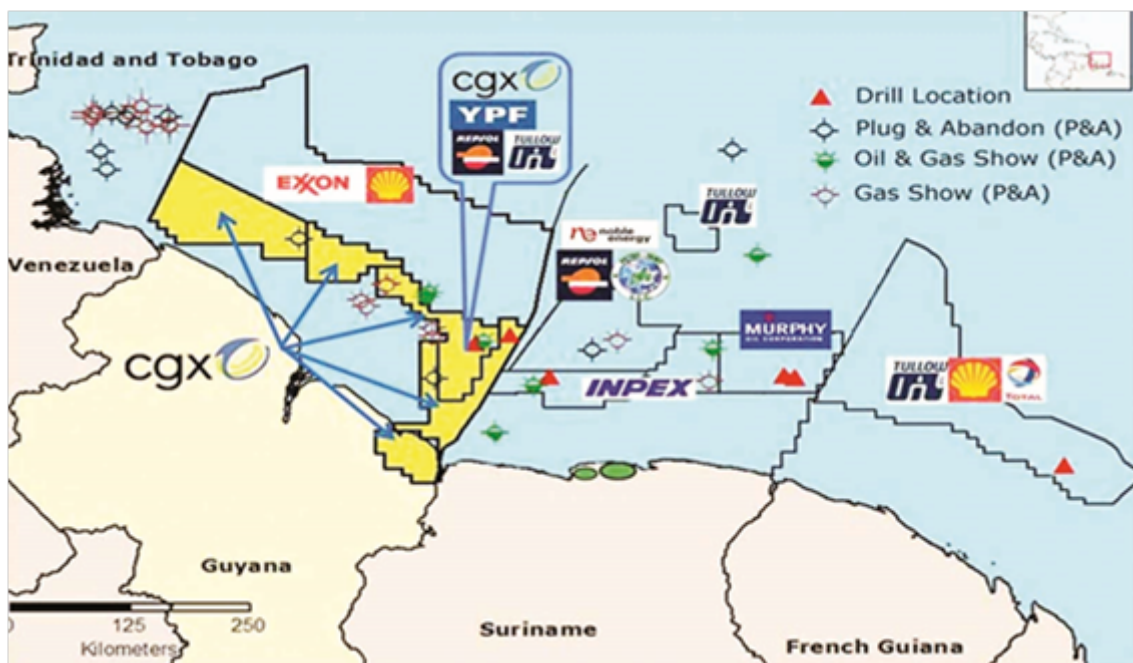 Trinidad and Tobago
cgx
YPF
REPSOL
TULLOW
OIL
Drill Location
Plug & Abandon (P&A)
Oil & Gas Show (P&A)
Gas Show (P&A)
EXXON
TULLOW
OIL
noble
energy
REPSOL
Venezuela
MURPHY
OIL CORPORATION
cgx
INPEX
TULLOW
OIL
TOTAL
Guyana
0 125 250
Kilometers
Suriname
French Guiana